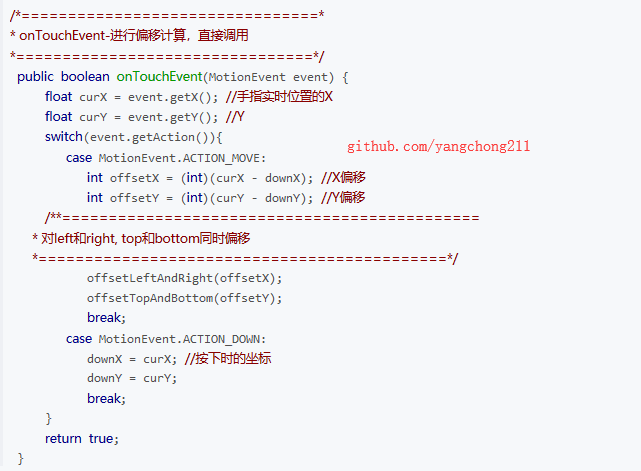 /*================================*
* onTouchEvent-进行偏移计算，直接调用
*================================*/
public boolean onTouchEvent(MotionEvent event) {
float curX = event.getX(); //手指实时位置的X
float curY = event.getY(); //Y
switch(event.getAction()){
github.com/yangchong211
case MotionEvent.ACTION_MOVE:
int offsetX = (int)(curX - downX); //X偏移
int offsetY = (int)(curY - downY); //Y偏移
/**=============================================
* 对left和right, top和bottom同时偏移
*============================================*/
offsetLeftAndRight(offsetX);
offsetTopAndBottom(offsetY);
break;
case MotionEvent.ACTION_DOWN:
downX = curX; //按下时的坐标
downY = curY;
break;
}
return true;
}